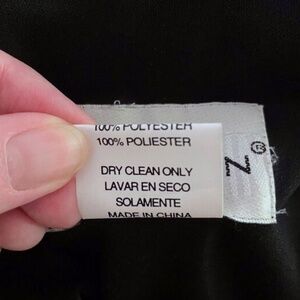 100% POLYESTER
100% POLIESTER
DRY CLEAN ONLY
LAVAR EN SECO
SOLAMENTE
MADE IN CHINA